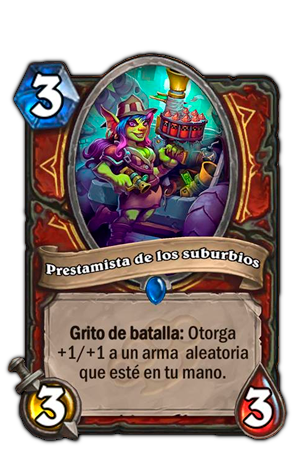 3
Prestamista de los suburbios
Grito de batalla: Otorga
+1/+1 a un arma aleatoria
que esté en tu mano.
3
3